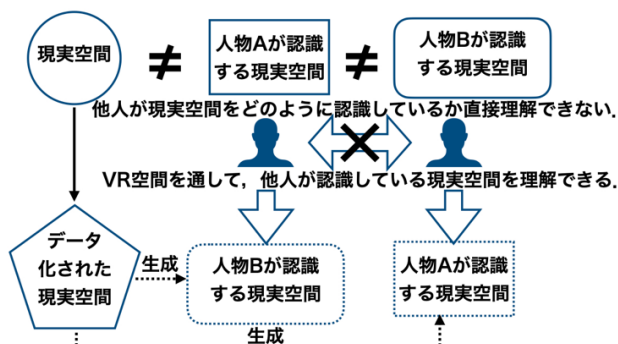 現実空間
≠
人物Aが認識
する現実空間
≠
人物Bが認識
する現実空間
他人が現実空間をどのように認識しているか直接理解できない.
VR空間を通して，他人が認識している現実空間を理解できる.
データ
化された
現実空間
生成
人物Bが認識
する現実空間
人物Aが認識
する現実空間
生成